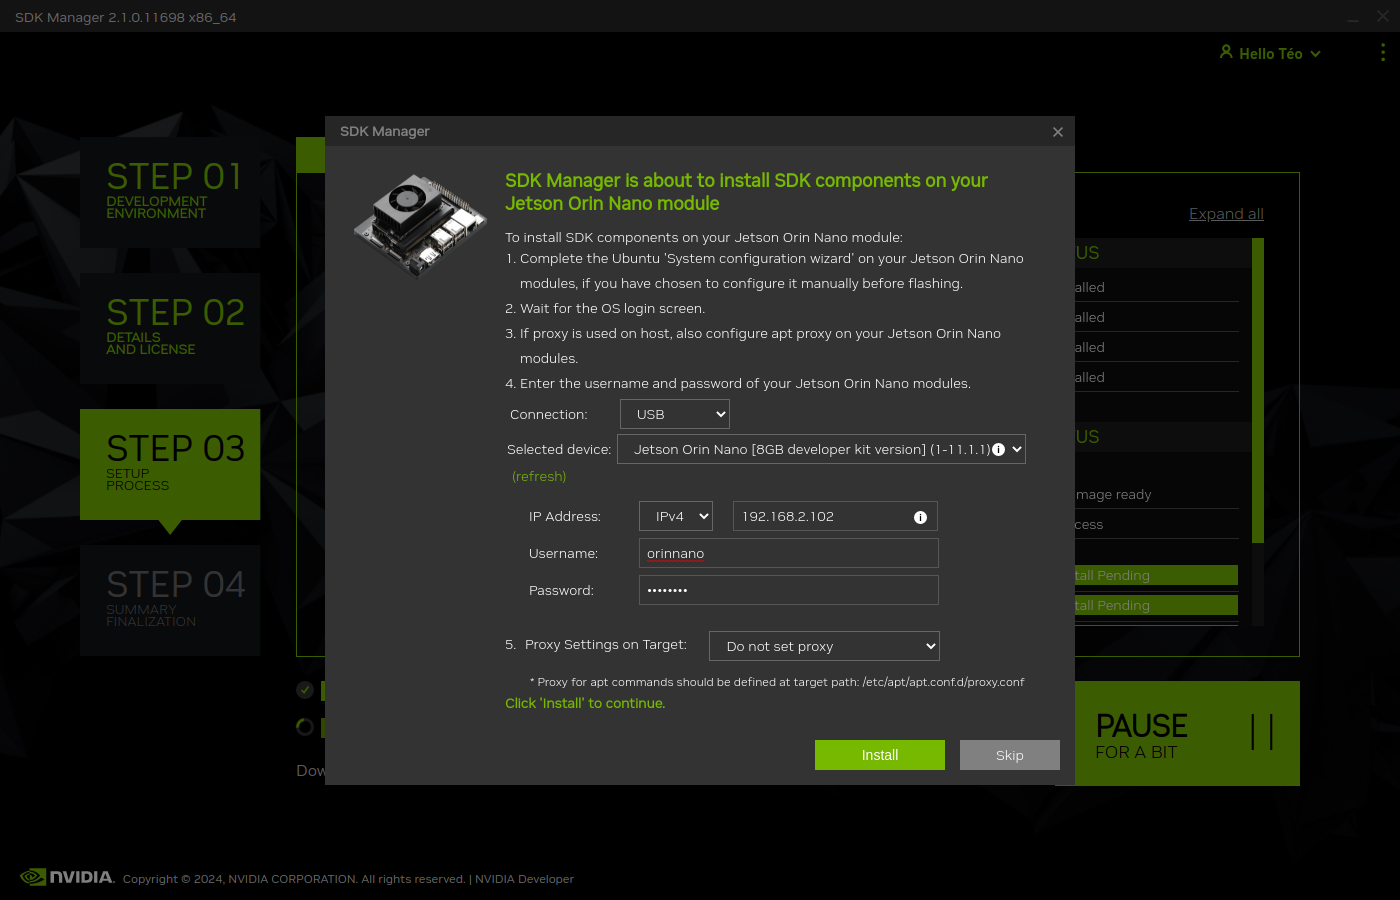 SDK Manager 2.1.0.11698 x86_64
Hello Téo
STEP 01
DEVELOPMENT
ENVIRONMENT
STEP 02
DETAILS
AND LICENSE
STEP 03
SETUP
PROCESS
STEP 04
SUMMARY
FINALIZATION
SDK Manager
SDK Manager is about to install SDK components on your
Jetson Orin Nano module
To install SDK components on your Jetson Orin Nano module:
1. Complete the Ubuntu 'System configuration wizard' on your Jetson Orin Nano
modules, if you have chosen to configure it manually before flashing.
2. Wait for the OS login screen.
3. If proxy is used on host, also configure apt proxy on your Jetson Orin Nano
modules.
4. Enter the username and password of your Jetson Orin Nano modules.
Connection: USB
Selected device: Jetson Orin Nano [8GB developer kit version] (1-11.1.1)
(refresh)
IP Address: IPv4 192.168.2.102
Username: orinnano
Password: ••••••••
5. Proxy Settings on Target: Do not set proxy
* Proxy for apt commands should be defined at target path: /etc/apt/apt.conf.d/proxy.conf
Click 'Install' to continue.
Install Skip
Expand all
US
alled
alled
alled
alled
US
mage ready
cess
tall Pending
tall Pending
Dow
PAUSE
FOR A BIT
NVIDIA. Copyright © 2024, NVIDIA CORPORATION. All rights reserved. | NVIDIA Developer